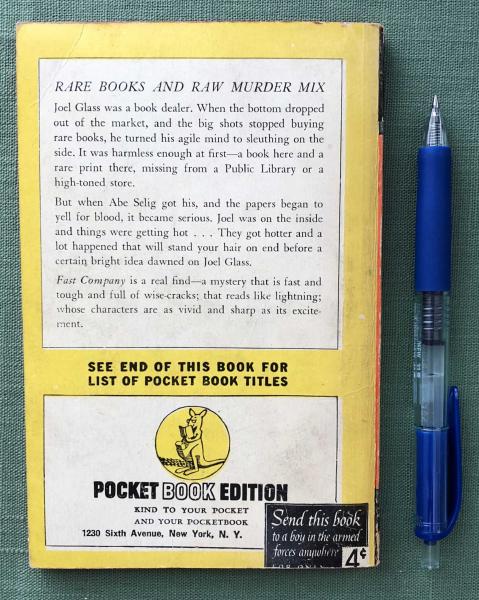 RARE BOOKS AND RAW MURDER MIX
Joel Glass was a book dealer. When the bottom dropped
out of the market, and the big shots stopped buying
rare books, he turned his agile mind to sleuthing on the
side. It was harmless enough at first—a book here and a
rare print there, missing from a Public Library or a
high-toned store.
But when Abe Selig got his, and the papers began to
yell for blood, it became serious. Joel was on the inside
and things were getting hot . . . They got hotter and a
lot happened that will stand your hair on end before a
certain bright idea dawned on Joel Glass.
Fast Company is a real find—a mystery that is fast and
tough and full of wise-cracks; that reads like lightning;
whose characters are as vivid and sharp as its excite-
ment.
SEE END OF THIS BOOK FOR
LIST OF POCKET BOOK TITLES
POCKET BOOK EDITION
KIND TO YOUR POCKET
AND YOUR POCKETBOOK
1230 Sixth Avenue, New York, N. Y.
Send this book
to a boy in the armed
forces anywhere
FOR ONLY
4¢